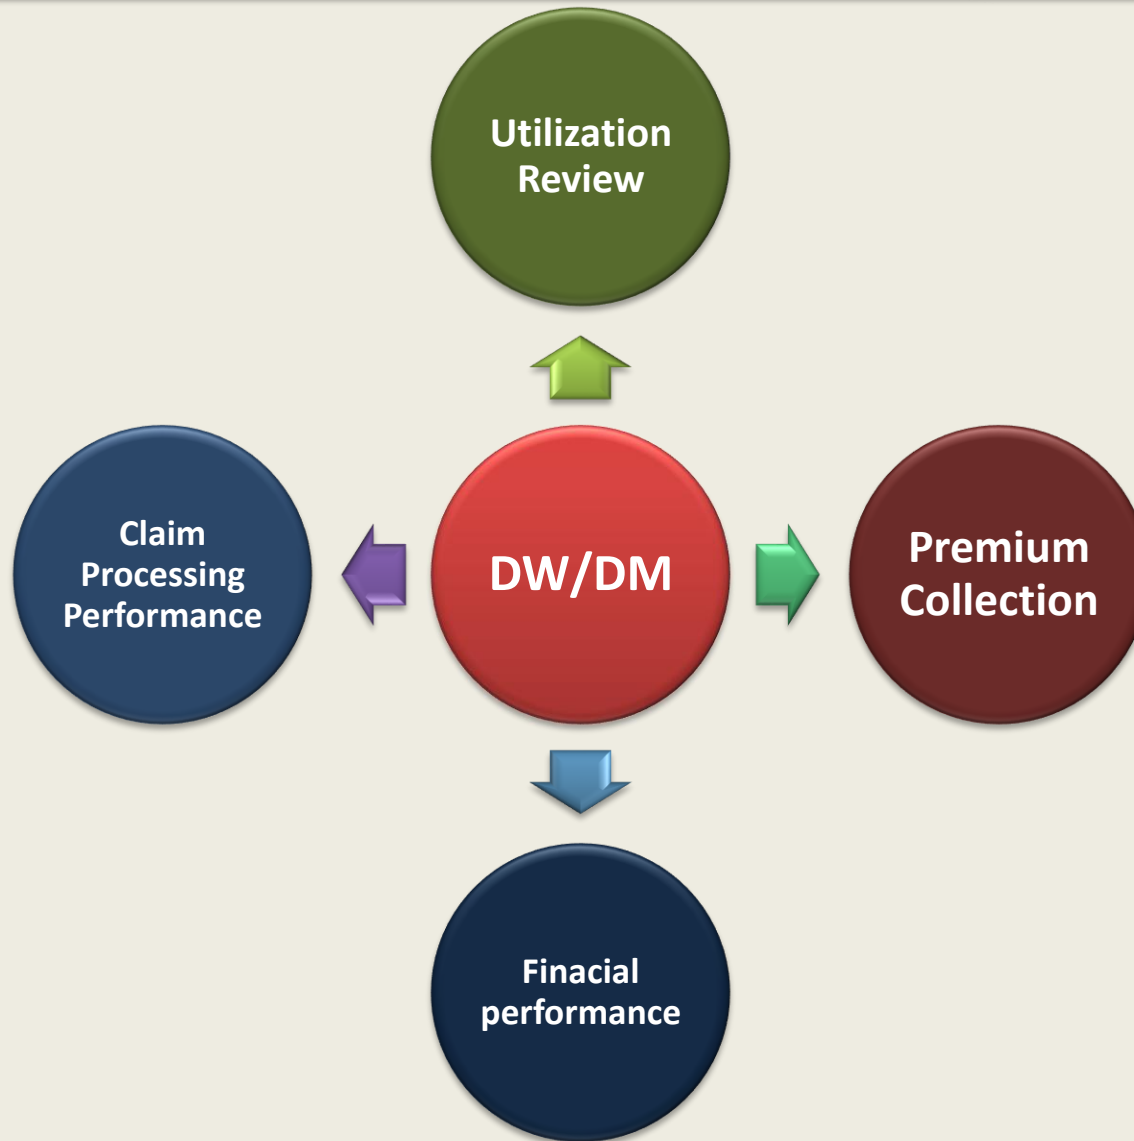 Utilization
Review
Claim
Processing
Performance
DW/DM
Premium
Collection
Finacial
performance